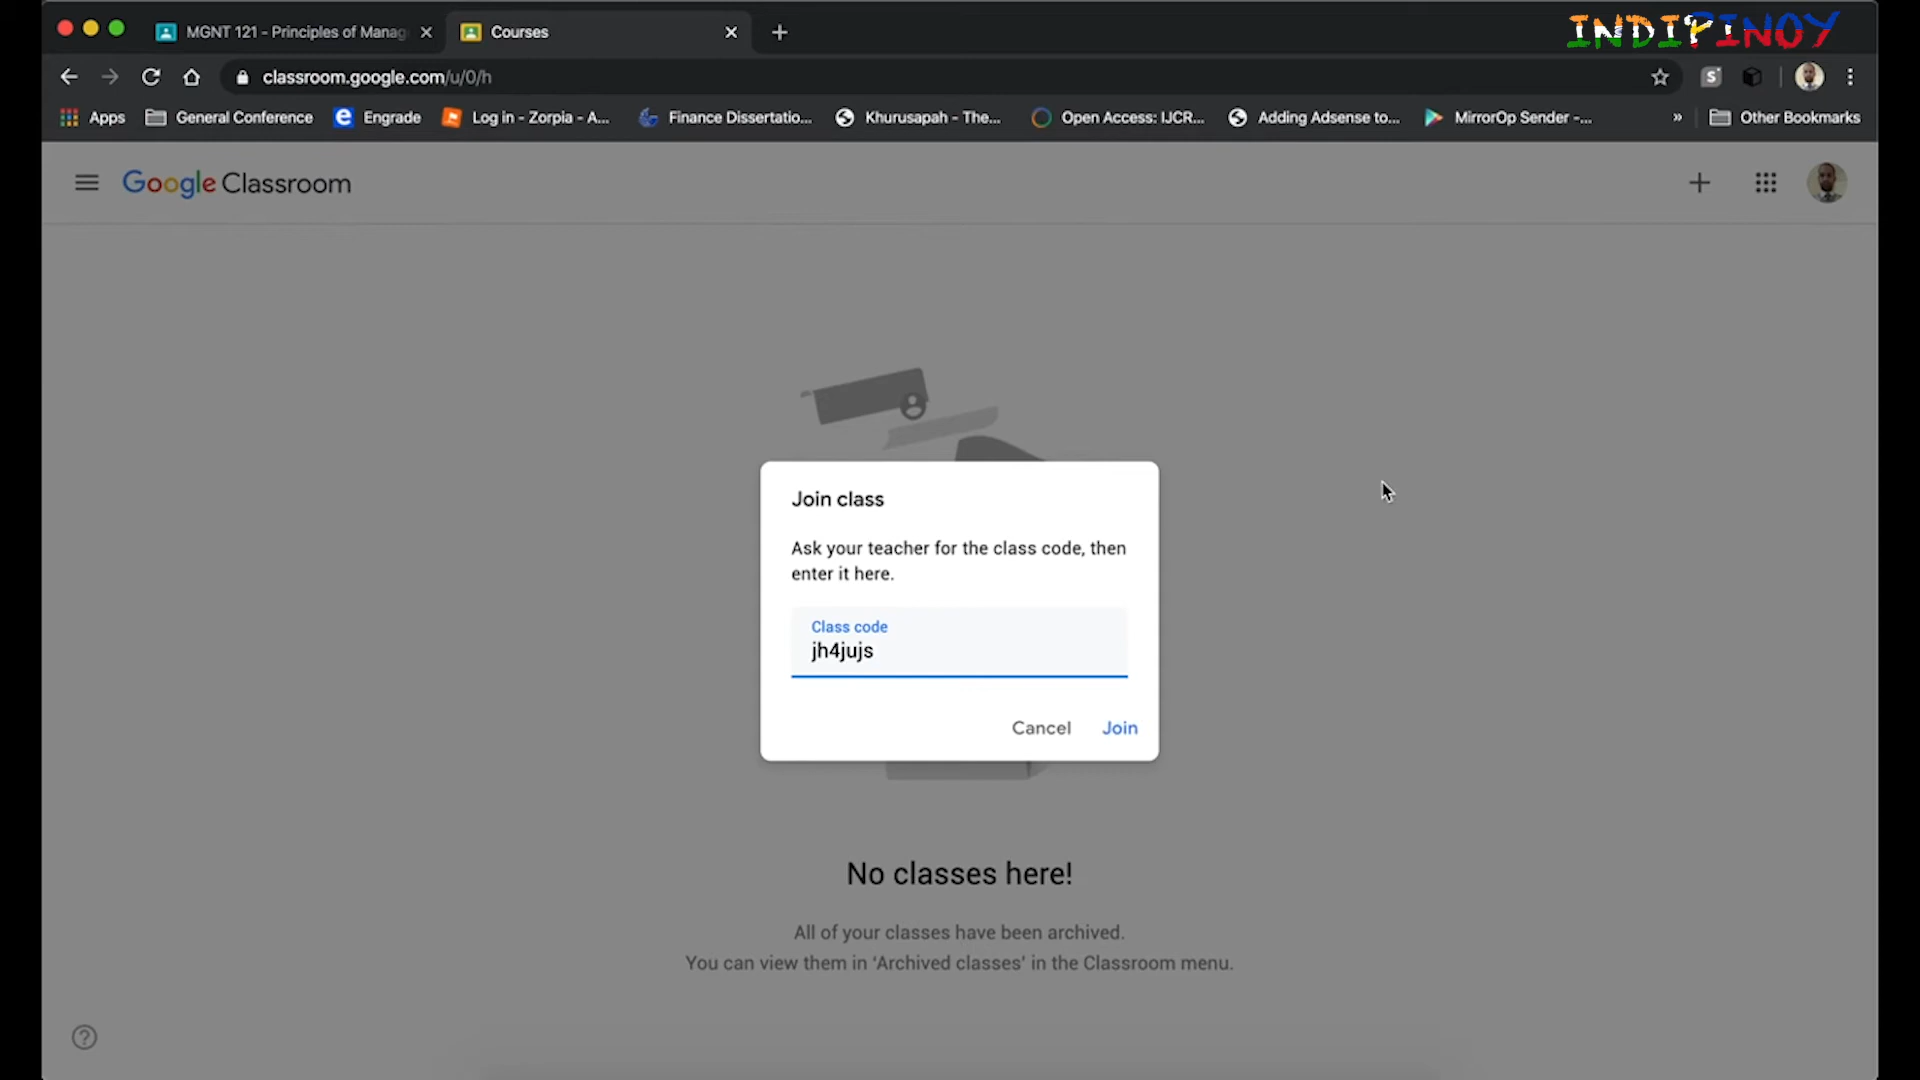 INDIPINOY
MGNT 121 - Principles of Manag
Courses
classroom.google.com/u/0/h
Apps
General Conference
Engrade
Log in - Zorpia - A...
Finance Dissertatio...
Khurusapah - The...
Open Access: IJCR...
Adding Adsense to...
MirrorOp Sender -...
»
Other Bookmarks
Google Classroom
Join class
Ask your teacher for the class code, then
enter it here.
Class code
jh4jujs
Cancel
Join
No classes here!
All of your classes have been archived.
You can view them in ‘Archived classes’ in the Classroom menu.